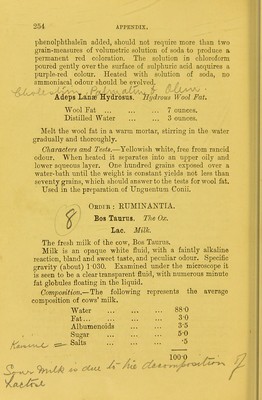 254 APPENDIX.
phenolphthalein added, should not require more than two
grain-measures of volumetric solution of soda to produce a
permanent red coloration. The solution in chloroform
poured gently over the surface of sulphuric acid acquires a
purple-red colour. Heated with solution of soda, no
ammoniacal odour should be evolved.
Adeps Lanæ Hydrosus. Hydrous Wool Fat.
Wool Fat ... ... ... 7 ounces.
Distilled Water ... ... 3 ounces.
Melt the wool fat in a warm mortar, stirring in the water
gradually and thoroughly.
Characters and Tests.—Yellowish white, free from rancid
odour. When heated it separates into an upper oily and
lower aqueous layer. One hundred grains exposed over a
water-bath until the weight is constant yields not less than
seventy grains, which should answer to the tests for wool fat.
Used in the preparation of Unguentum Conii.
ORDER: RUMINANTIA.
8
Bos Taurus. The Ox.
Lac. Milk.
The fresh milk of the cow, Bos Taurus.
Milk is an opaque white fluid, with a faintly alkaline
reaction, bland and sweet taste, and peculiar odour. Specific
gravity (about) 1·030. Examined under the microscope it
is seen to be a clear transparent fluid, with numerous minute
fat globules floating in the liquid.
Composition.—The following represents the average
composition of cows' milk.
Water ... ... ... 88·0
Fat... ... ... ... 3·0
Albumenoids ... ... 3·5
Sugar ... ... ... 5·0
Salts ... ... ... ·5
100·0
Sour Milk is due to the decomposition of
Lactose